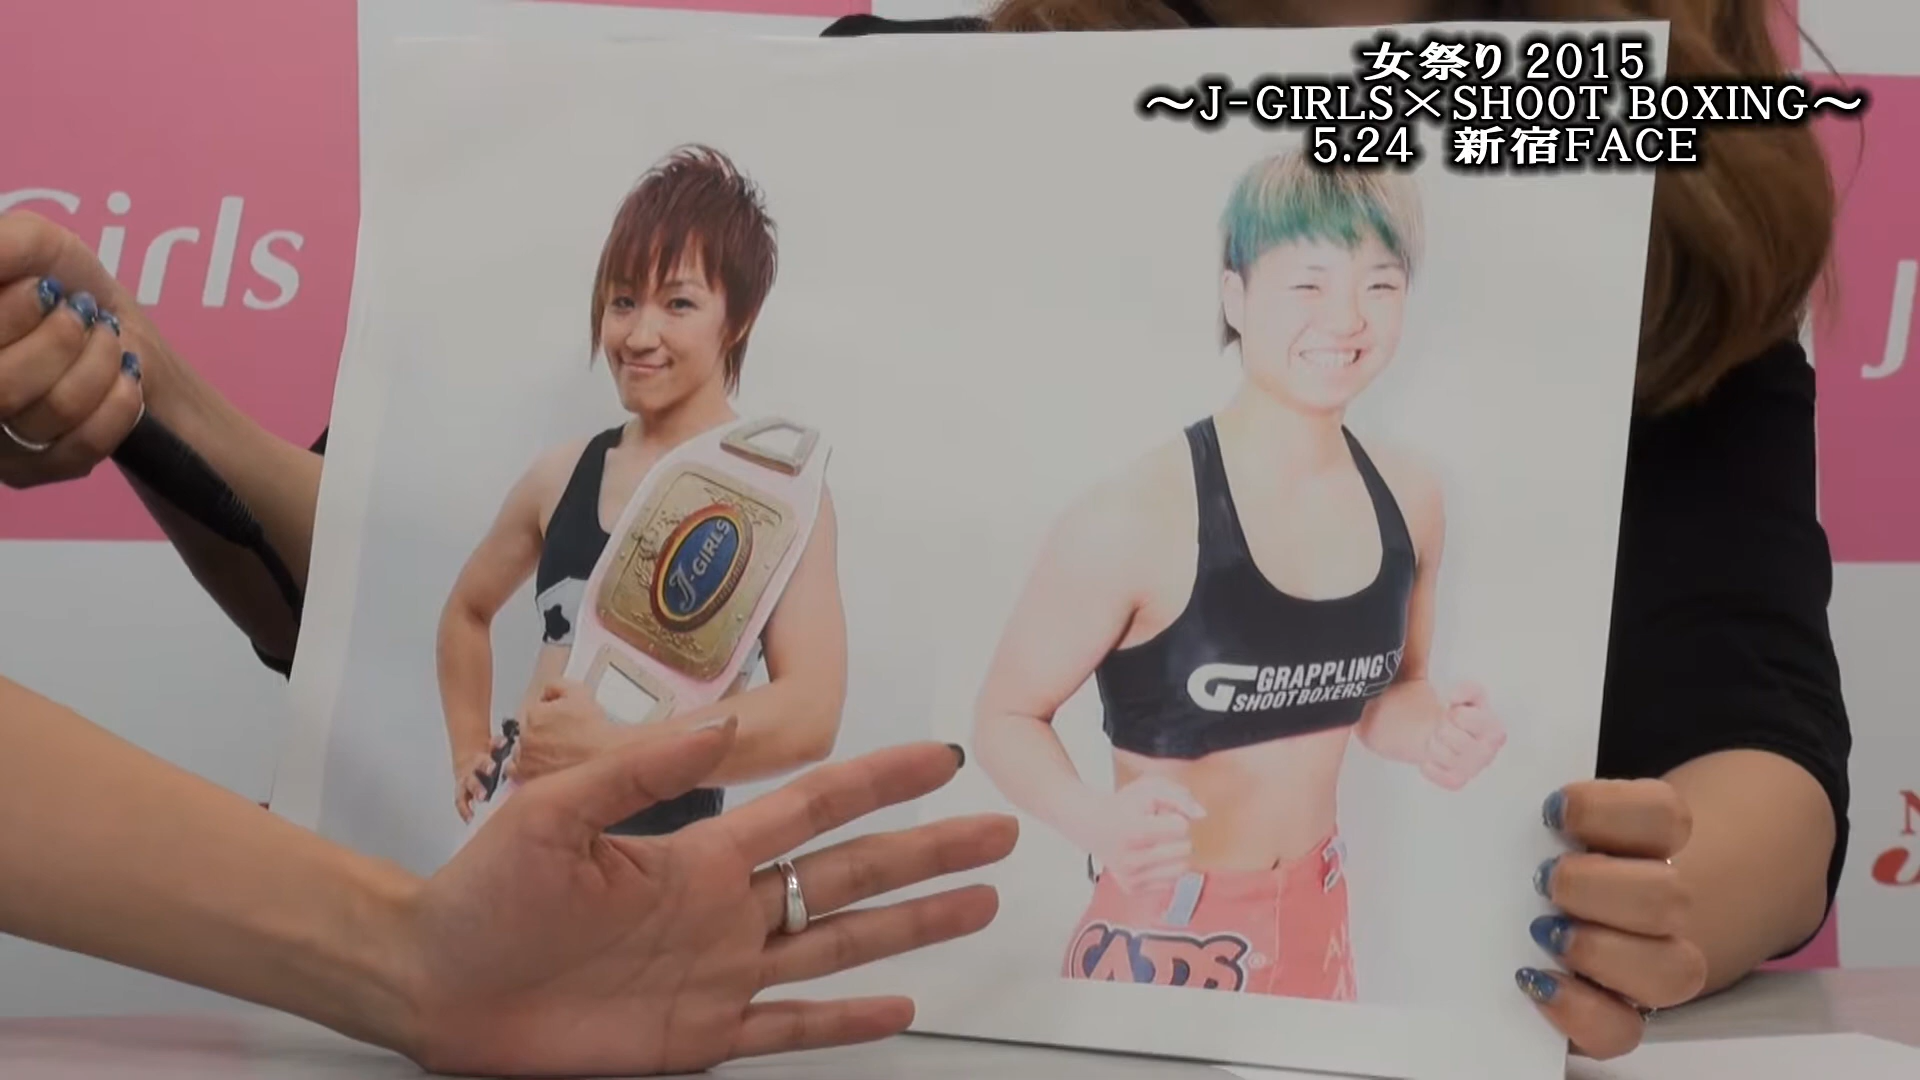 女祭り 2015
～J-GIRLS×SHOOT BOXING～
5.24 新宿FACE
Girls
J
J-GIRLS
GRAPPLING
SHOOTBOXERS
CADS
N
J